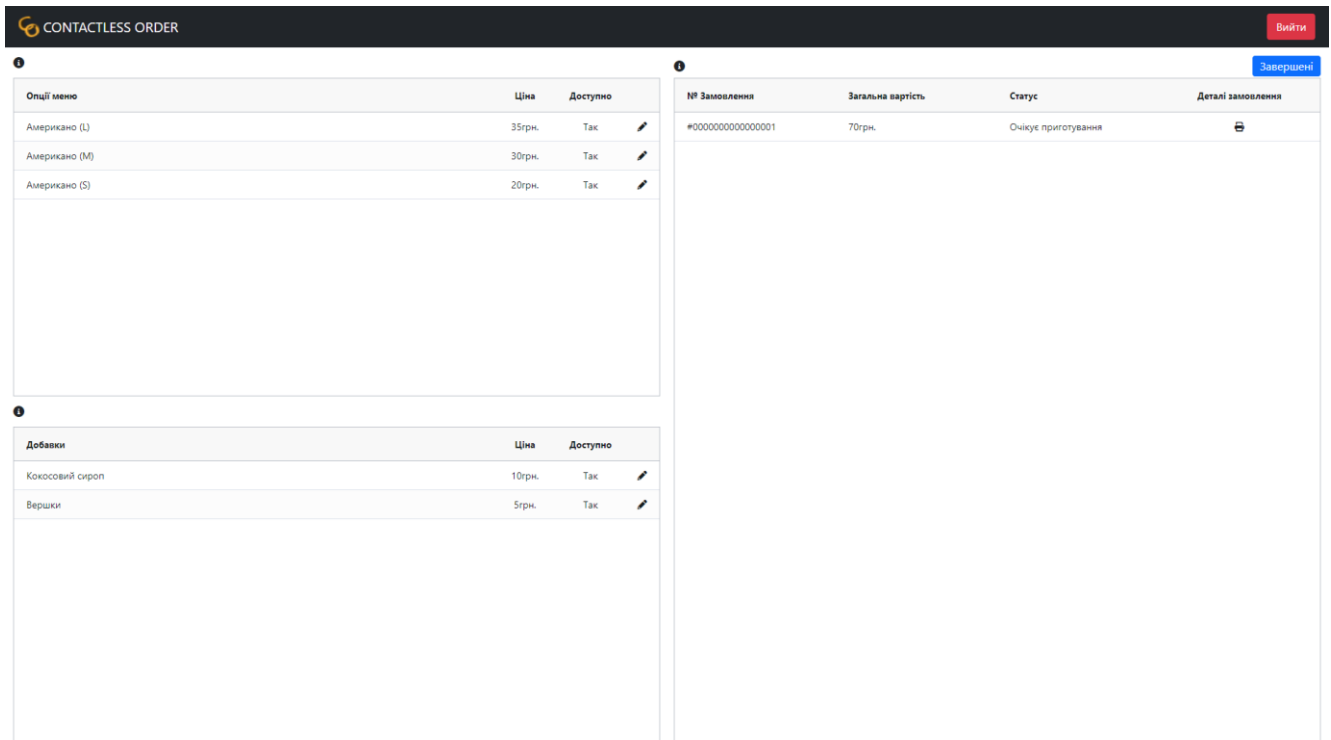 CONTACTLESS ORDER
Вийти
Опції меню Ціна Доступно
Американо (L) 35грн. Так
Американо (M) 30грн. Так
Американо (S) 20грн. Так
Добавки Ціна Доступно
Кокосовий сироп 10грн. Так
Вершки 5грн. Так
Завершені
№ Замовлення Загальна вартість Статус Деталі замовлення
#0000000000000001 70грн. Очікує приготування